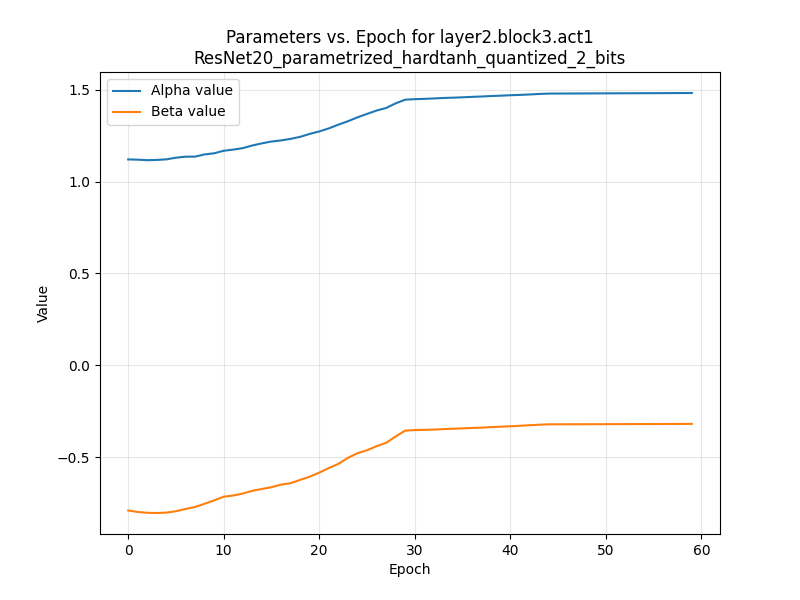 Parameters vs. Epoch for layer2.block3.act1
ResNet20_parametrized_hardtanh_quantized_2_bits
Alpha value
Beta value
1.5
1.0
0.5
0.0
−0.5
Value
0 10 20 30 40 50 60
Epoch